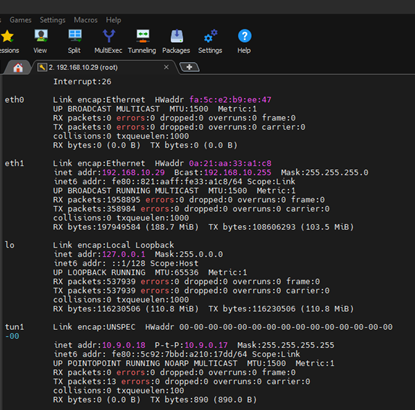 Games Settings Macros Help
essions View Split MultiExec Tunneling Packages Settings Help
2. 192.168.10.29 (root)
Interrupt:26
eth0 Link encap:Ethernet HWaddr fa:5c:e2:b9:ee:47
UP BROADCAST MULTICAST MTU:1500 Metric:1
RX packets:0 errors:0 dropped:0 overruns:0 frame:0
TX packets:0 errors:0 dropped:0 overruns:0 carrier:0
collisions:0 txqueuelen:1000
RX bytes:0 (0.0 B) TX bytes:0 (0.0 B)
eth1 Link encap:Ethernet HWaddr 0a:21:aa:33:a1:c8
inet addr:192.168.10.29 Bcast:192.168.10.255 Mask:255.255.255.0
inet6 addr: fe80::821:aaff:fe33:a1c8/64 Scope:Link
UP BROADCAST RUNNING MULTICAST MTU:1500 Metric:1
RX packets:1958895 errors:0 dropped:0 overruns:0 frame:0
TX packets:358984 errors:0 dropped:0 overruns:0 carrier:0
collisions:0 txqueuelen:1000
RX bytes:197949584 (188.7 MiB) TX bytes:108606293 (103.5 MiB)
lo Link encap:Local Loopback
inet addr:127.0.0.1 Mask:255.0.0.0
inet6 addr: ::1/128 Scope:Host
UP LOOPBACK RUNNING MTU:65536 Metric:1
RX packets:537939 errors:0 dropped:0 overruns:0 frame:0
TX packets:537939 errors:0 dropped:0 overruns:0 carrier:0
collisions:0 txqueuelen:1000
RX bytes:116230506 (110.8 MiB) TX bytes:116230506 (110.8 MiB)
tun1 Link encap:UNSPEC HWaddr 00-00-00-00-00-00-00-00-00-00-00-00-00-00-00
-00
inet addr:10.9.0.18 P-t-P:10.9.0.17 Mask:255.255.255.255
inet6 addr: fe80::5c92:7bbd:a210:17dd/64 Scope:Link
UP POINTOPOINT RUNNING NOARP MULTICAST MTU:1500 Metric:1
RX packets:0 errors:0 dropped:0 overruns:0 frame:0
TX packets:13 errors:0 dropped:0 overruns:0 carrier:0
collisions:0 txqueuelen:100
RX bytes:0 (0.0 B) TX bytes:890 (890.0 B)